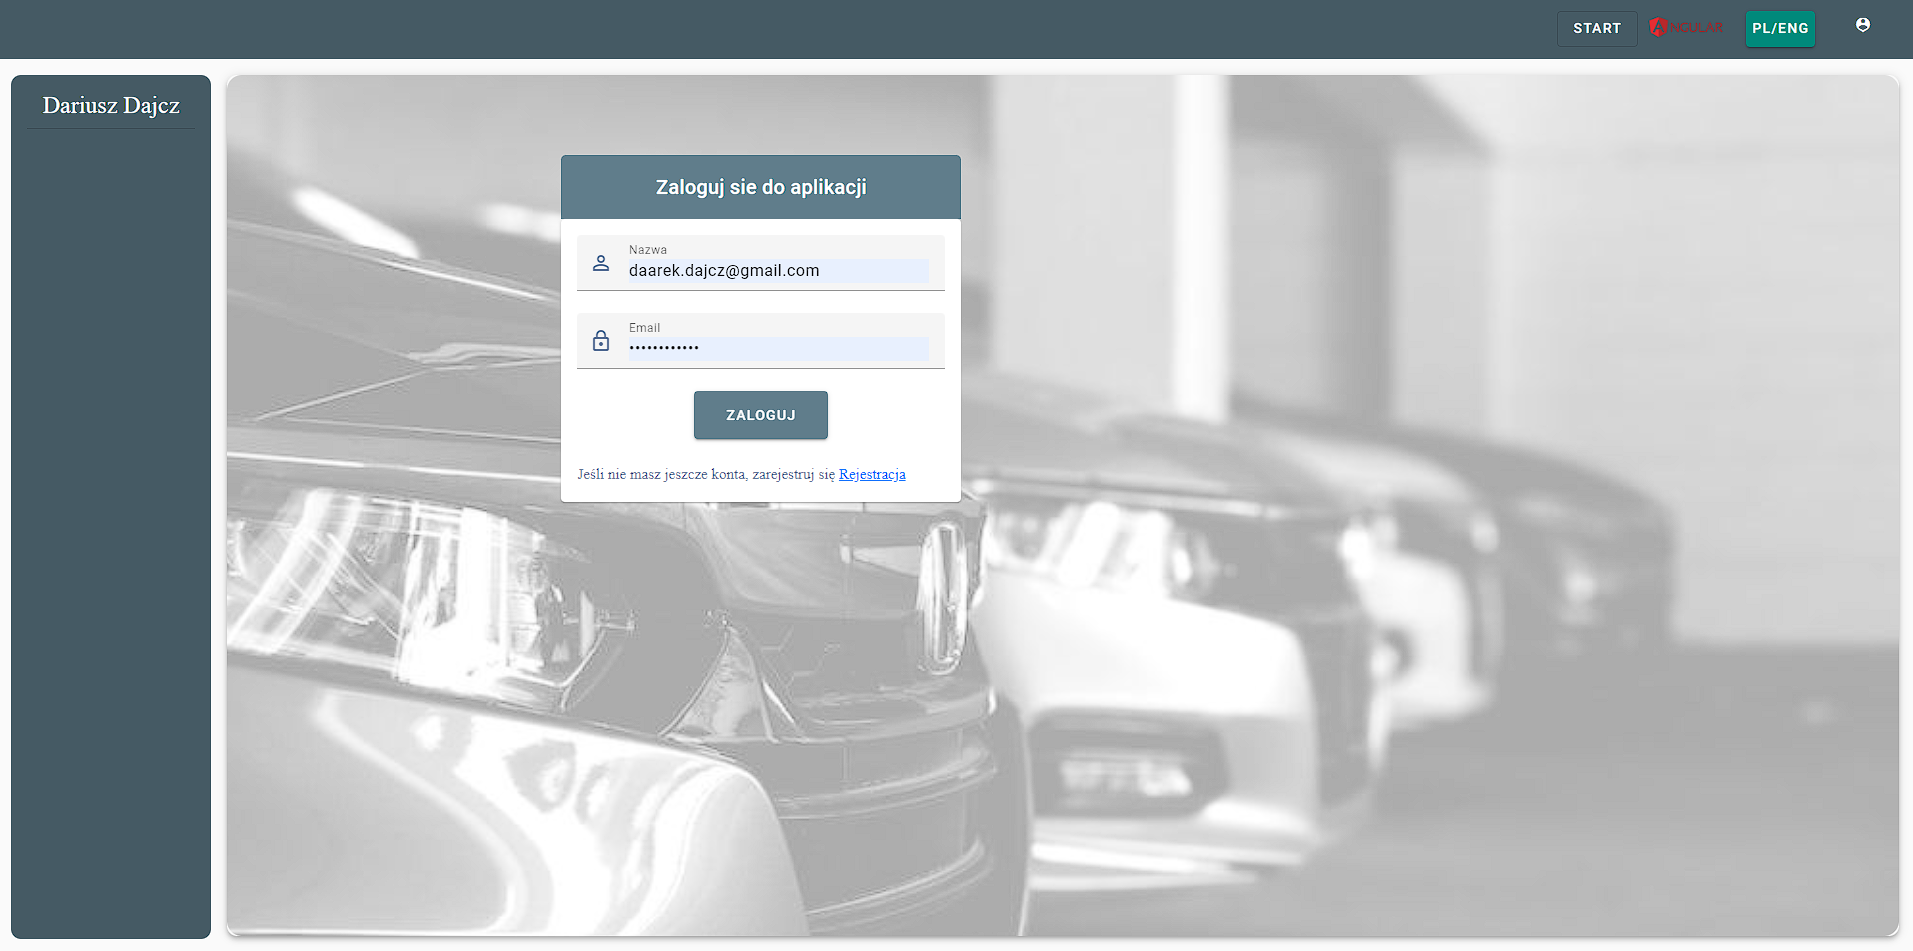 START
ANGULAR
PL/ENG
Dariusz Dajcz
Zaloguj sie do aplikacji
Nazwa
daarek.dajcz@gmail.com
Email
••••••••••••
ZALOGUJ
Jeśli nie masz jeszcze konta, zarejestruj się Rejestracja